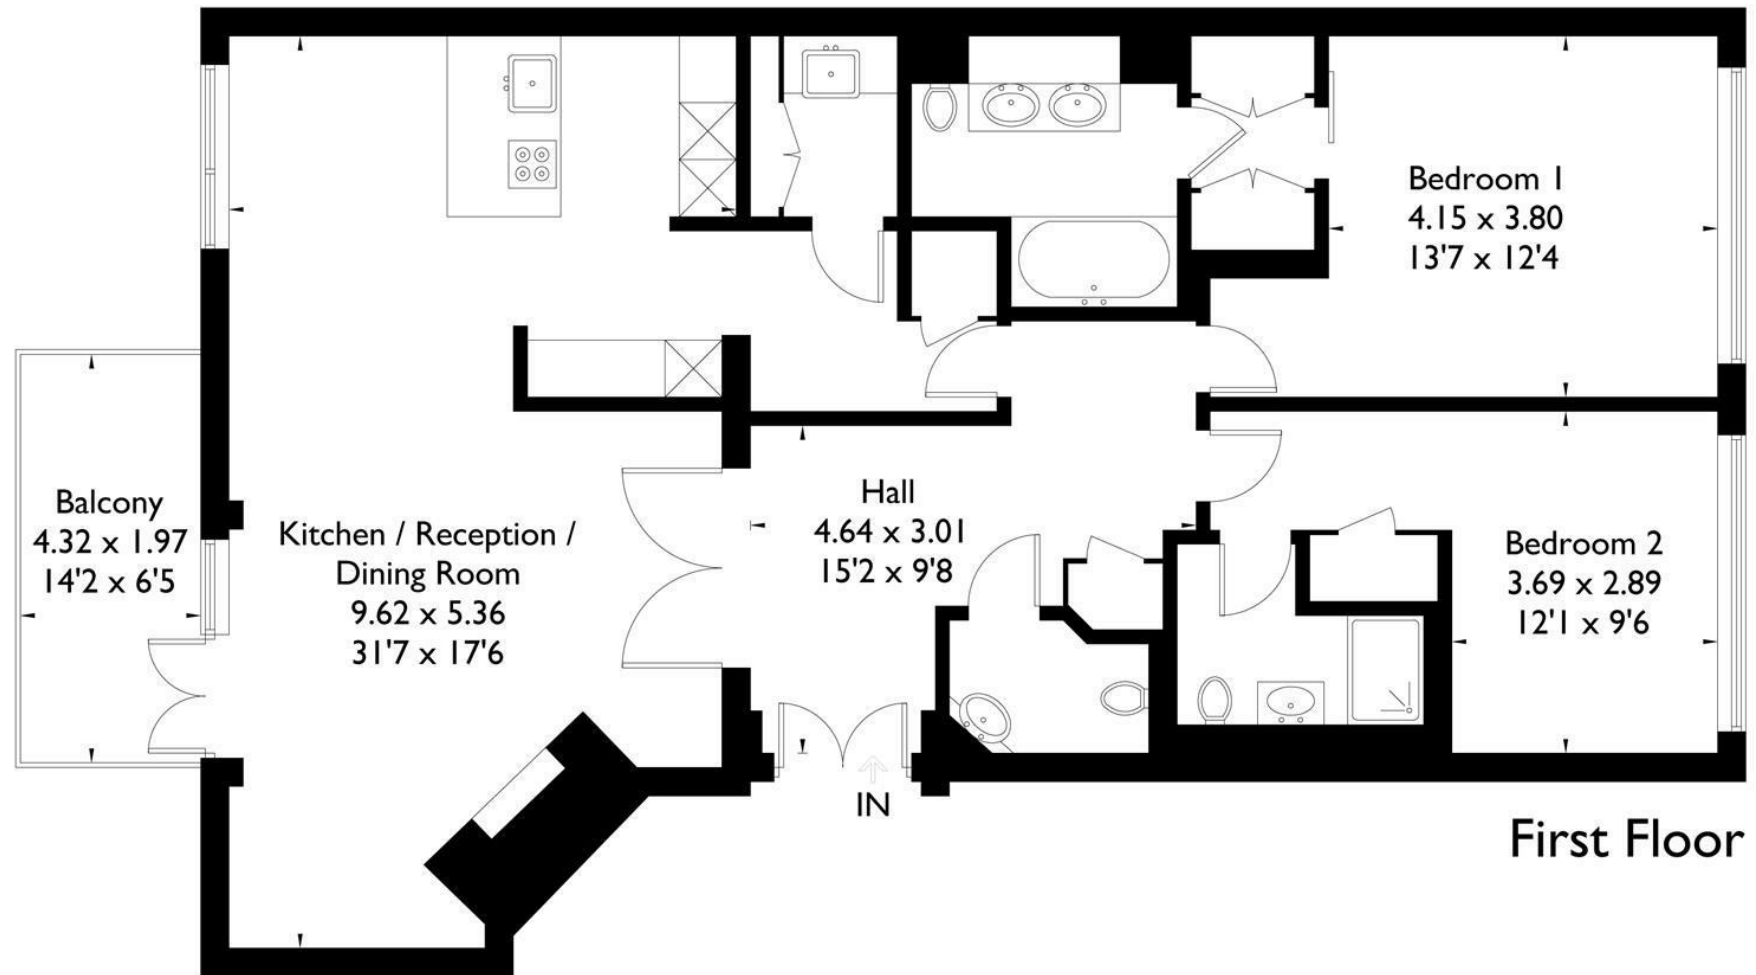 Bedroom 1
4.15 x 3.80
13'7 x 12'4
Balcony
4.32 x 1.97
14'2 x 6'5
Kitchen / Reception /
Dining Room
9.62 x 5.36
31'7 x 17'6
Hall
4.64 x 3.01
15'2 x 9'8
Bedroom 2
3.69 x 2.89
12'1 x 9'6
IN
First Floor